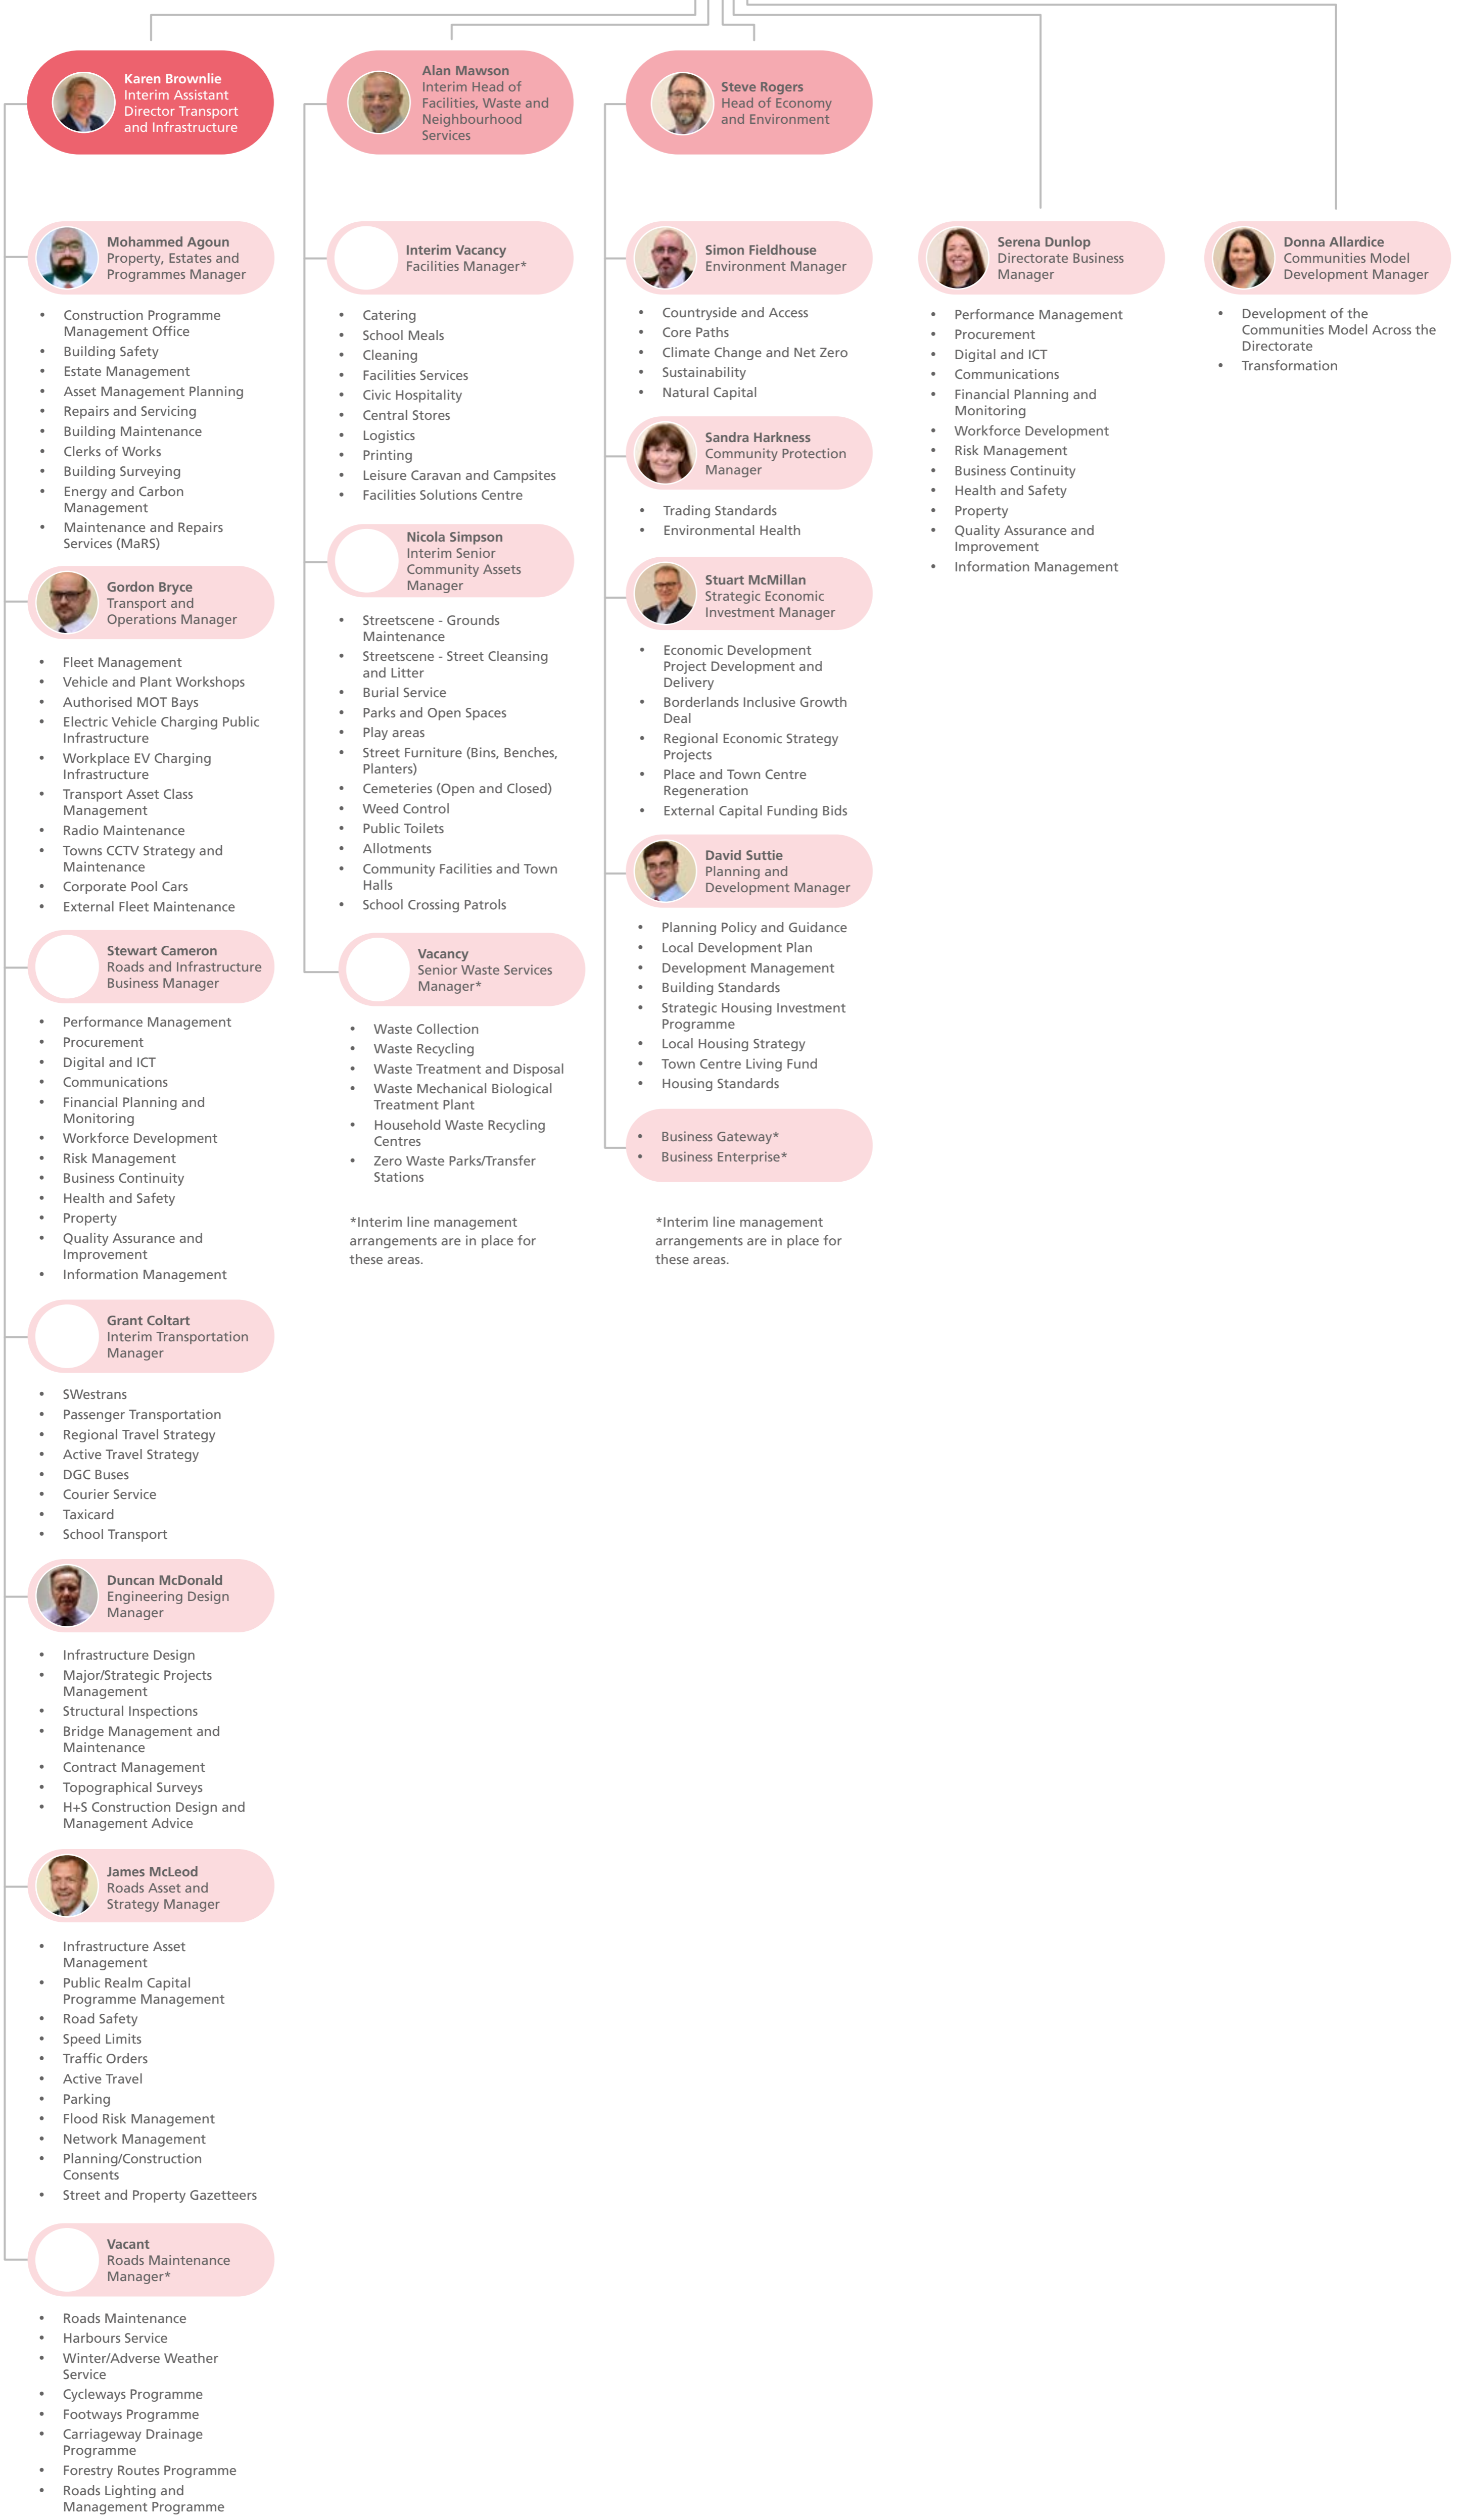 Karen Brownlie
Interim Assistant
Director Transport
and Infrastructure
Mohammed Agoun
Property, Estates and
Programmes Manager
• Construction Programme
Management Office
• Building Safety
• Estate Management
• Asset Management Planning
• Repairs and Servicing
• Building Maintenance
• Clerks of Works
• Building Surveying
• Energy and Carbon
Management
• Maintenance and Repairs
Services (MaRS)
Gordon Bryce
Transport and
Operations Manager
• Fleet Management
• Vehicle and Plant Workshops
• Authorised MOT Bays
• Electric Vehicle Charging Public
Infrastructure
• Workplace EV Charging
Infrastructure
• Transport Asset Class
Management
• Radio Maintenance
• Towns CCTV Strategy and
Maintenance
• Corporate Pool Cars
• External Fleet Maintenance
Stewart Cameron
Roads and Infrastructure
Business Manager
• Performance Management
• Procurement
• Digital and ICT
• Communications
• Financial Planning and
Monitoring
• Workforce Development
• Risk Management
• Business Continuity
• Health and Safety
• Property
• Quality Assurance and
Improvement
• Information Management
Grant Coltart
Interim Transportation
Manager
• SWestrans
• Passenger Transportation
• Regional Travel Strategy
• Active Travel Strategy
• DGC Buses
• Courier Service
• Taxicard
• School Transport
Duncan McDonald
Engineering Design
Manager
• Infrastructure Design
• Major/Strategic Projects
Management
• Structural Inspections
• Bridge Management and
Maintenance
• Contract Management
• Topographical Surveys
• H+S Construction Design and
Management Advice
James McLeod
Roads Asset and
Strategy Manager
• Infrastructure Asset
Management
• Public Realm Capital
Programme Management
• Road Safety
• Speed Limits
• Traffic Orders
• Active Travel
• Parking
• Flood Risk Management
• Network Management
• Planning/Construction
Consents
• Street and Property Gazetteers
Vacant
Roads Maintenance
Manager*
• Roads Maintenance
• Harbours Service
• Winter/Adverse Weather
Service
• Cycleways Programme
• Footways Programme
• Carriageway Drainage
Programme
• Forestry Routes Programme
• Roads Lighting and
Management Programme
Alan Mawson
Interim Head of
Facilities, Waste and
Neighbourhood
Services
Interim Vacancy
Facilities Manager*
• Catering
• School Meals
• Cleaning
• Facilities Services
• Civic Hospitality
• Central Stores
• Logistics
• Printing
• Leisure Caravan and Campsites
• Facilities Solutions Centre
Nicola Simpson
Interim Senior
Community Assets
Manager
• Streetscene - Grounds
Maintenance
• Streetscene - Street Cleansing
and Litter
• Burial Service
• Parks and Open Spaces
• Play areas
• Street Furniture (Bins, Benches,
Planters)
• Cemeteries (Open and Closed)
• Weed Control
• Public Toilets
• Allotments
• Community Facilities and Town
Halls
• School Crossing Patrols
Vacancy
Senior Waste Services
Manager*
• Waste Collection
• Waste Recycling
• Waste Treatment and Disposal
• Waste Mechanical Biological
Treatment Plant
• Household Waste Recycling
Centres
• Zero Waste Parks/Transfer
Stations
*Interim line management
arrangements are in place for
these areas.
Steve Rogers
Head of Economy
and Environment
Simon Fieldhouse
Environment Manager
• Countryside and Access
• Core Paths
• Climate Change and Net Zero
• Sustainability
• Natural Capital
Sandra Harkness
Community Protection
Manager
• Trading Standards
• Environmental Health
Stuart McMillan
Strategic Economic
Investment Manager
• Economic Development
Project Development and
Delivery
• Borderlands Inclusive Growth
Deal
• Regional Economic Strategy
Projects
• Place and Town Centre
Regeneration
• External Capital Funding Bids
David Suttie
Planning and
Development Manager
• Planning Policy and Guidance
• Local Development Plan
• Development Management
• Building Standards
• Strategic Housing Investment
Programme
• Local Housing Strategy
• Town Centre Living Fund
• Housing Standards
• Business Gateway*
• Business Enterprise*
*Interim line management
arrangements are in place for
these areas.
Serena Dunlop
Directorate Business
Manager
• Performance Management
• Procurement
• Digital and ICT
• Communications
• Financial Planning and
Monitoring
• Workforce Development
• Risk Management
• Business Continuity
• Health and Safety
• Property
• Quality Assurance and
Improvement
• Information Management
Donna Allardice
Communities Model
Development Manager
• Development of the
Communities Model Across the
Directorate
• Transformation